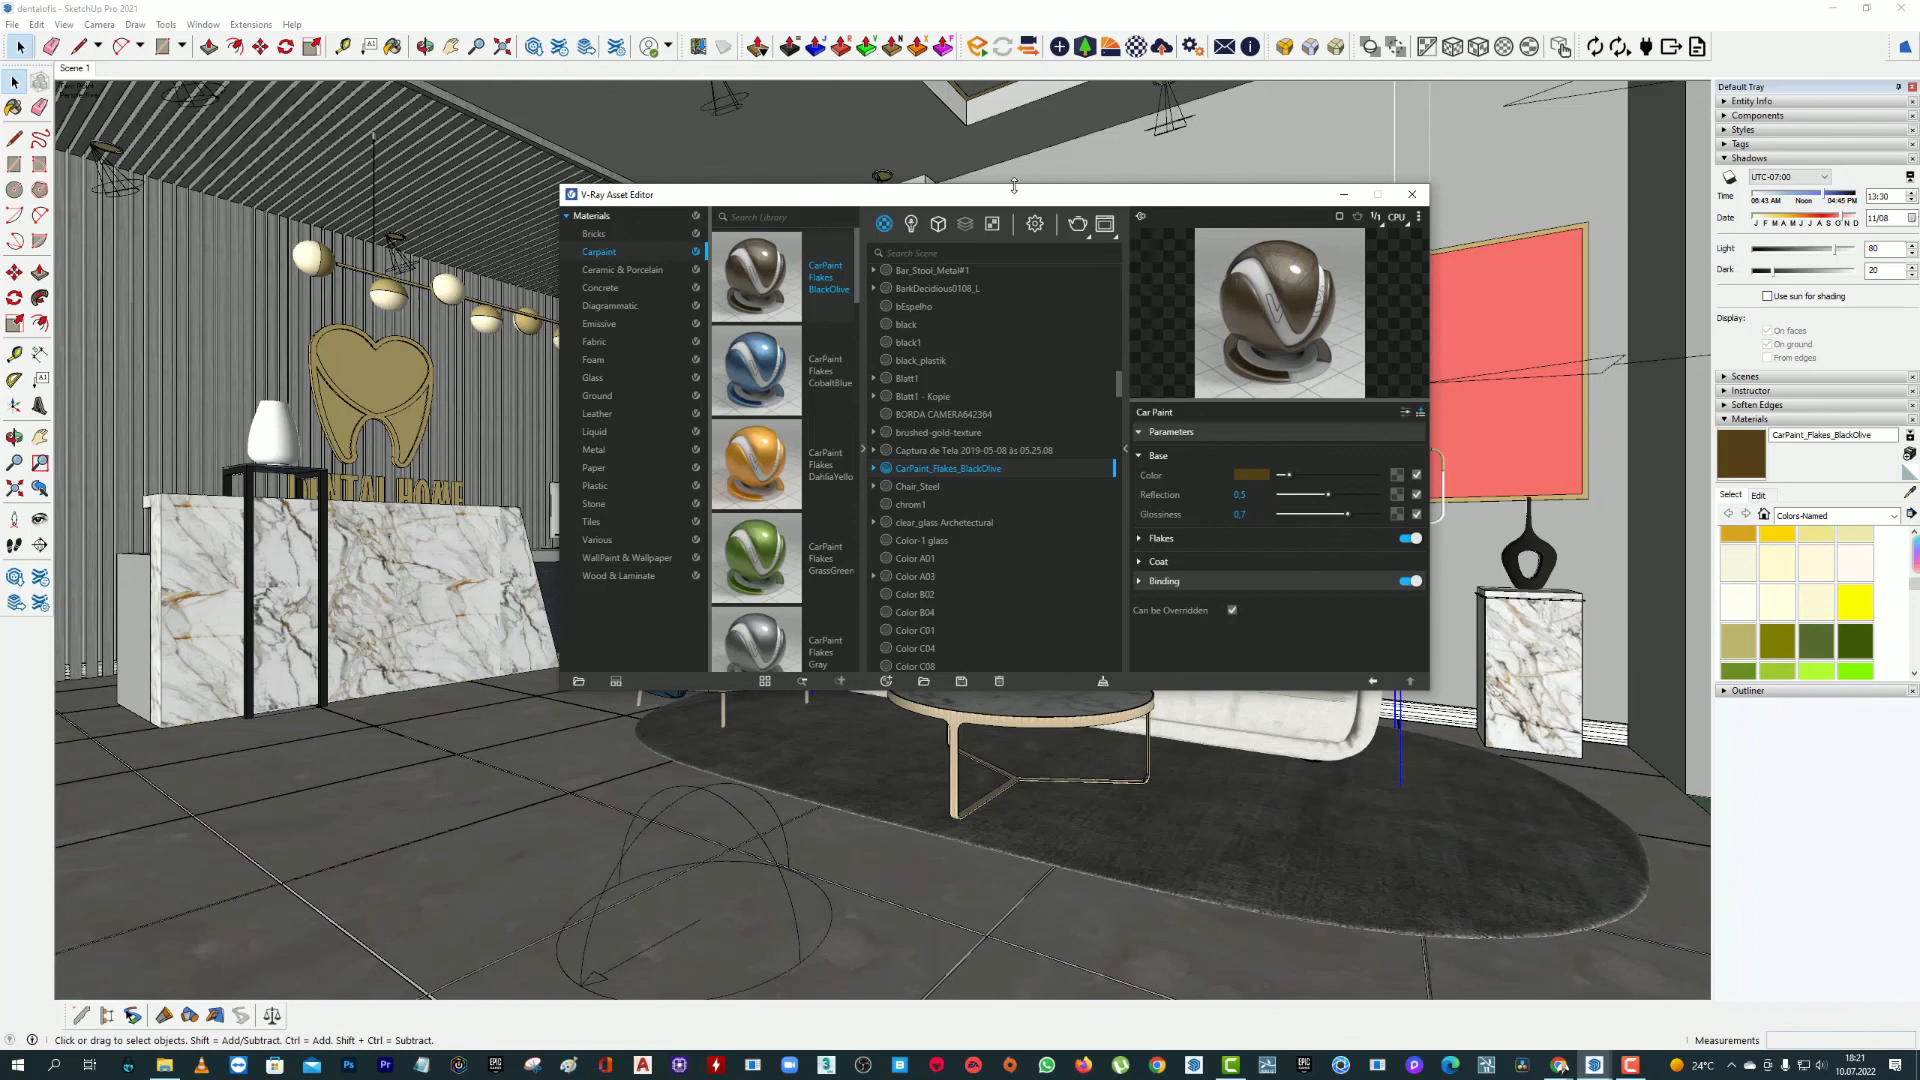 dentalofis - SketchUp Pro 2021
File Edit View Camera Draw Tools Window Extensions Help
Scene 1
Two Point
Perspective
DENTAL HOME
V-Ray Asset Editor
Materials
Bricks
Carpaint
Ceramic & Porcelain
Concrete
Diagrammatic
Emissive
Fabric
Foam
Glass
Ground
Leather
Liquid
Metal
Paper
Plastic
Stone
Tiles
Various
WallPaint & Wallpaper
Wood & Laminate
Search Library
CarPaint
Flakes
BlackOlive
CarPaint
Flakes
CobaltBlue
CarPaint
Flakes
DahliaYello
CarPaint
Flakes
GrassGreen
CarPaint
Flakes
Gray
Search Scene
Bar_Stool_Metal#1
BarkDecidious0108_L
bEspelho
black
black1
black_plastik
Blatt1
Blatt1 - Kopie
BORDA CAMERA642364
brushed-gold-texture
Captura de Tela 2019-05-08 às 05.25.08
CarPaint_Flakes_BlackOlive
Chair_Steel
chrom1
clear_glass Archetectural
Color-1 glass
Color A01
Color A03
Color B02
Color B04
Color C01
Color C04
Color C08
1/1 CPU
Car Paint
Parameters
Base
Color
Reflection 0,5
Glossiness 0,7
Flakes
Coat
Binding
Can be Overridden
Default Tray
Entity Info
Components
Styles
Tags
Shadows
UTC-07:00
Time 06:43 AM Noon 04:45 PM 13:30
Date J F M A M J J A S O N D 11/08
Light 80
Dark 20
Use sun for shading
Display:
On faces
On ground
From edges
Scenes
Instructor
Soften Edges
Materials
CarPaint_Flakes_BlackOlive
Select Edit
Colors-Named
Outliner
Click or drag to select objects. Shift = Add/Subtract. Ctrl = Add. Shift + Ctrl = Subtract.
Measurements
24°C
18:21
10.07.2022